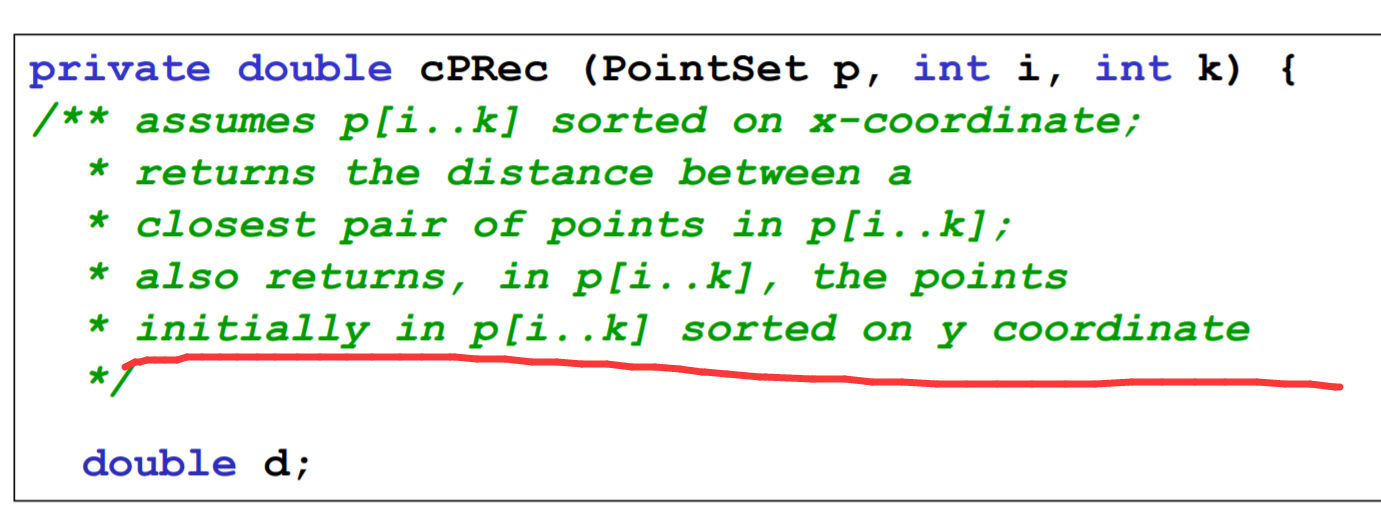 private double cPRec (PointSet p, int i, int k) {
/** assumes p[i..k] sorted on x-coordinate;
* returns the distance between a
* closest pair of points in p[i..k];
* also returns, in p[i..k], the points
* initially in p[i..k] sorted on y coordinate
*/
double d;